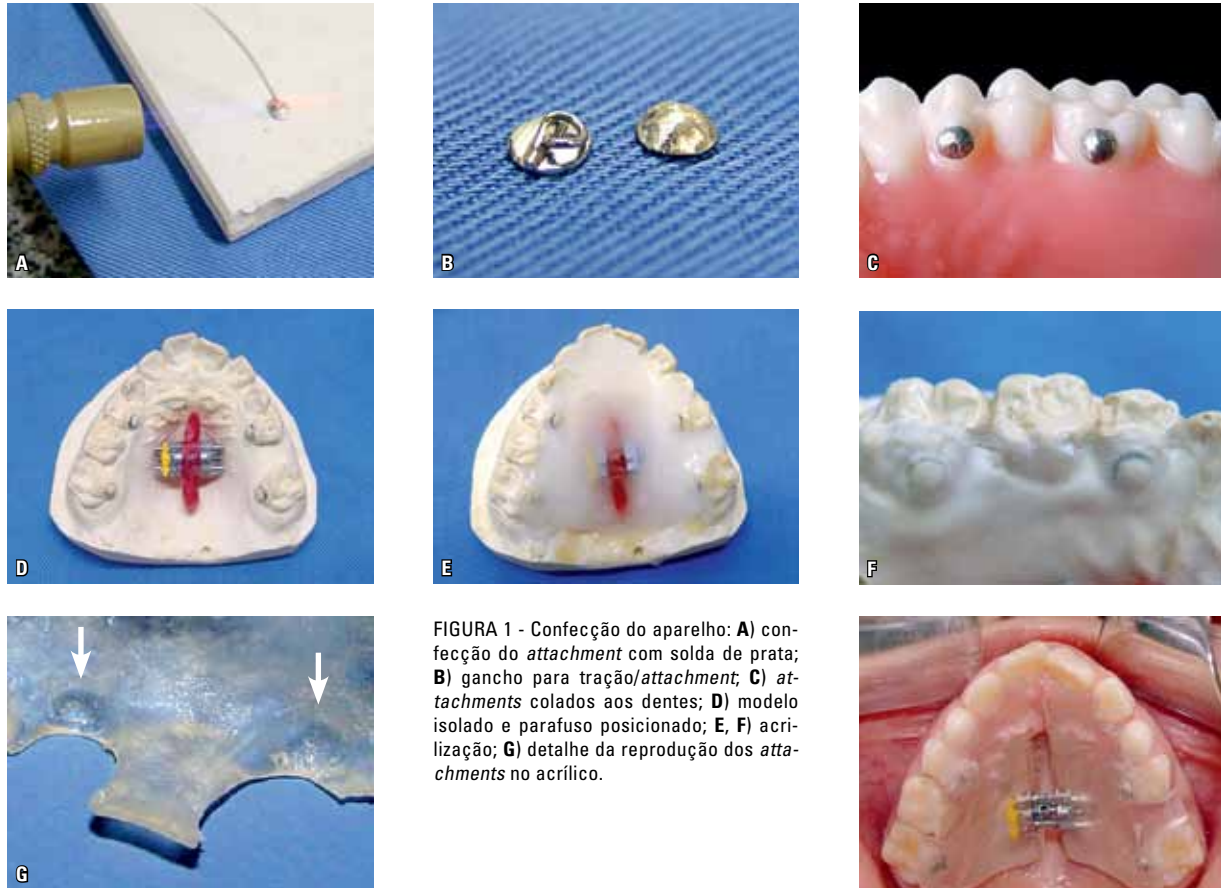 A
B
C
D
E
F
G
FIGURA 1 - Confecção do aparelho: A) con-
fecção do attachment com solda de prata;
B) gancho para tração/attachment; C) at-
tachments colados aos dentes; D) modelo
isolado e parafuso posicionado; E, F) acri-
lização; G) detalhe da reprodução dos atta-
chments no acrílico.